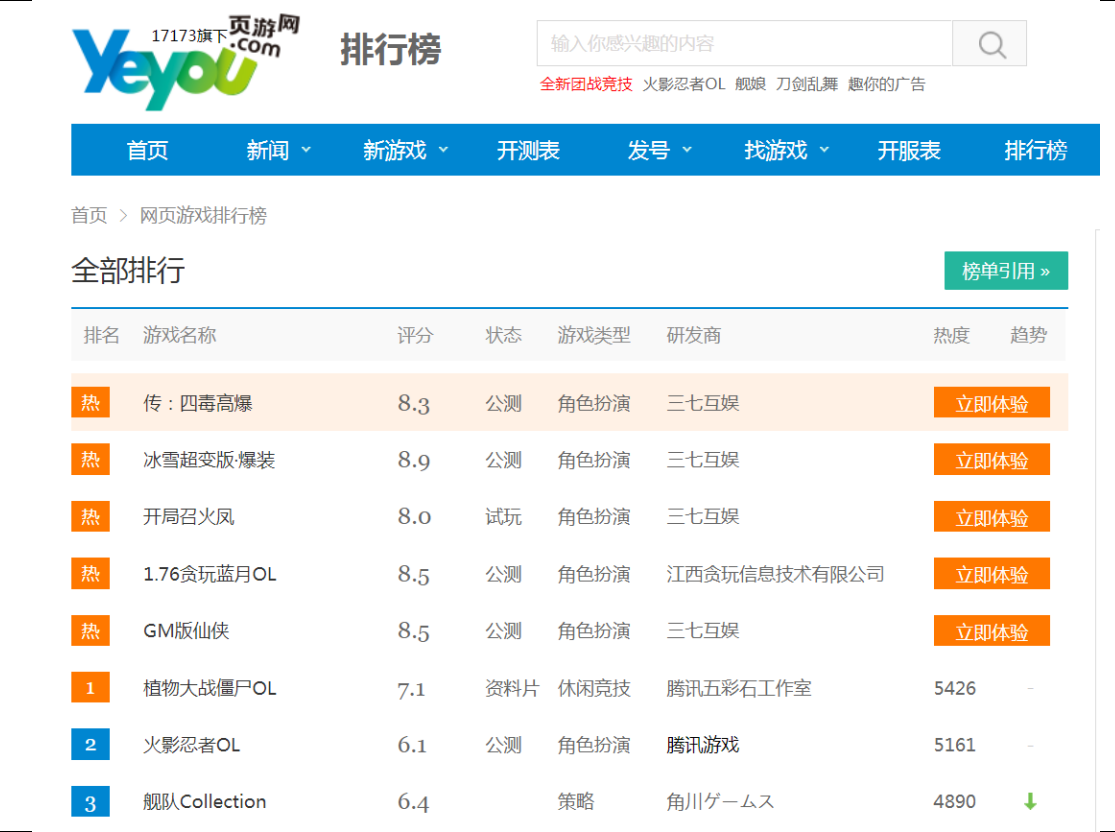 17173旗下 页游网
Yeyou .com
排行榜
输入你感兴趣的内容
全新团战竞技 火影忍者OL 舰娘 刀剑乱舞 趣你的广告
首页 新闻 新游戏 开测表 发号 找游戏 开服表 排行榜
首页 > 网页游戏排行榜
全部排行
榜单引用 »
排名 游戏名称 评分 状态 游戏类型 研发商 热度 趋势
热 传：四毒高爆 8.3 公测 角色扮演 三七互娱 立即体验
热 冰雪超变版·爆装 8.9 公测 角色扮演 三七互娱 立即体验
热 开局召火凤 8.0 试玩 角色扮演 三七互娱 立即体验
热 1.76贪玩蓝月OL 8.5 公测 角色扮演 江西贪玩信息技术有限公司 立即体验
热 GM版仙侠 8.5 公测 角色扮演 三七互娱 立即体验
1 植物大战僵尸OL 7.1 资料片 休闲竞技 腾讯五彩石工作室 5426 -
2 火影忍者OL 6.1 公测 角色扮演 腾讯游戏 5161 -
3 舰队Collection 6.4 策略 角川ゲームス 4890